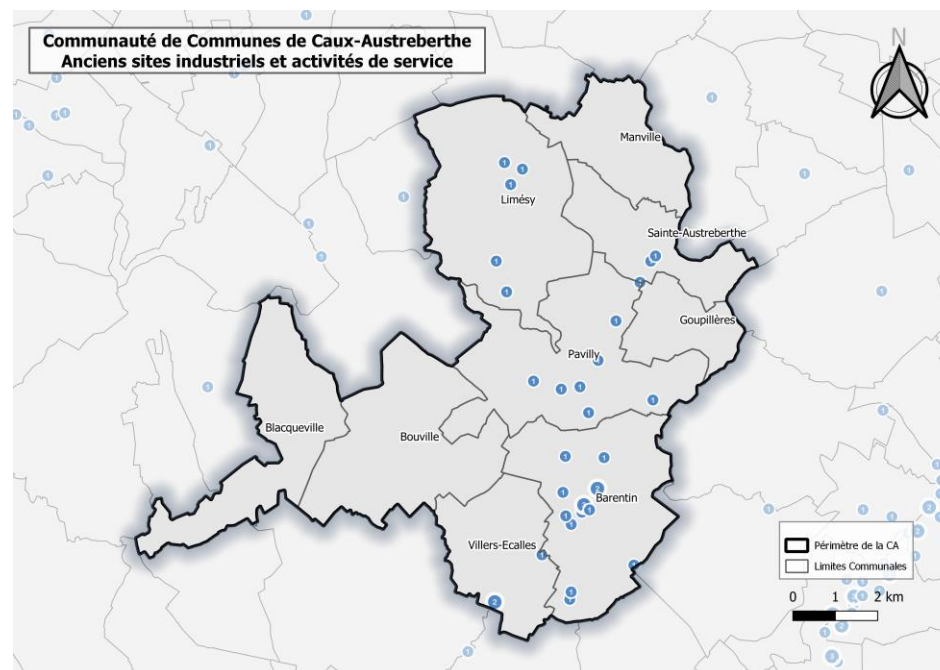 Communauté de Communes de Caux-Austreberthe
Anciens sites industriels et activités de service
N
Manville
Limésy
Sainte-Austreberthe
Goupillères
Pavilly
Blacqueville
Bouville
Barentin
Villers-Ecalles
Périmètre de la CA
Limites Communales
0 1 2 km